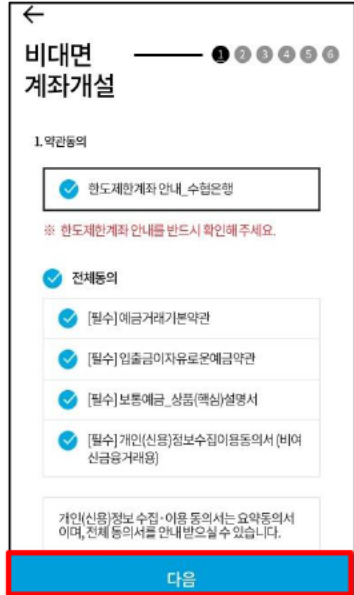 비대면
계좌개설
1 2 3 4 5 6
1. 약관동의
한도제한계좌 안내_수협은행
※ 한도제한계좌 안내를 반드시 확인해 주세요.
전체동의
[필수] 예금거래기본약관
[필수] 입출금이자유로운예금약관
[필수] 보통예금_상품(핵심)설명서
[필수] 개인(신용)정보수집이용동의서 (비여
신금융거래용)
개인(신용)정보 수집·이용 동의서는 요약동의서
이며, 전체 동의서를 안내 받으실 수 있습니다.
다음